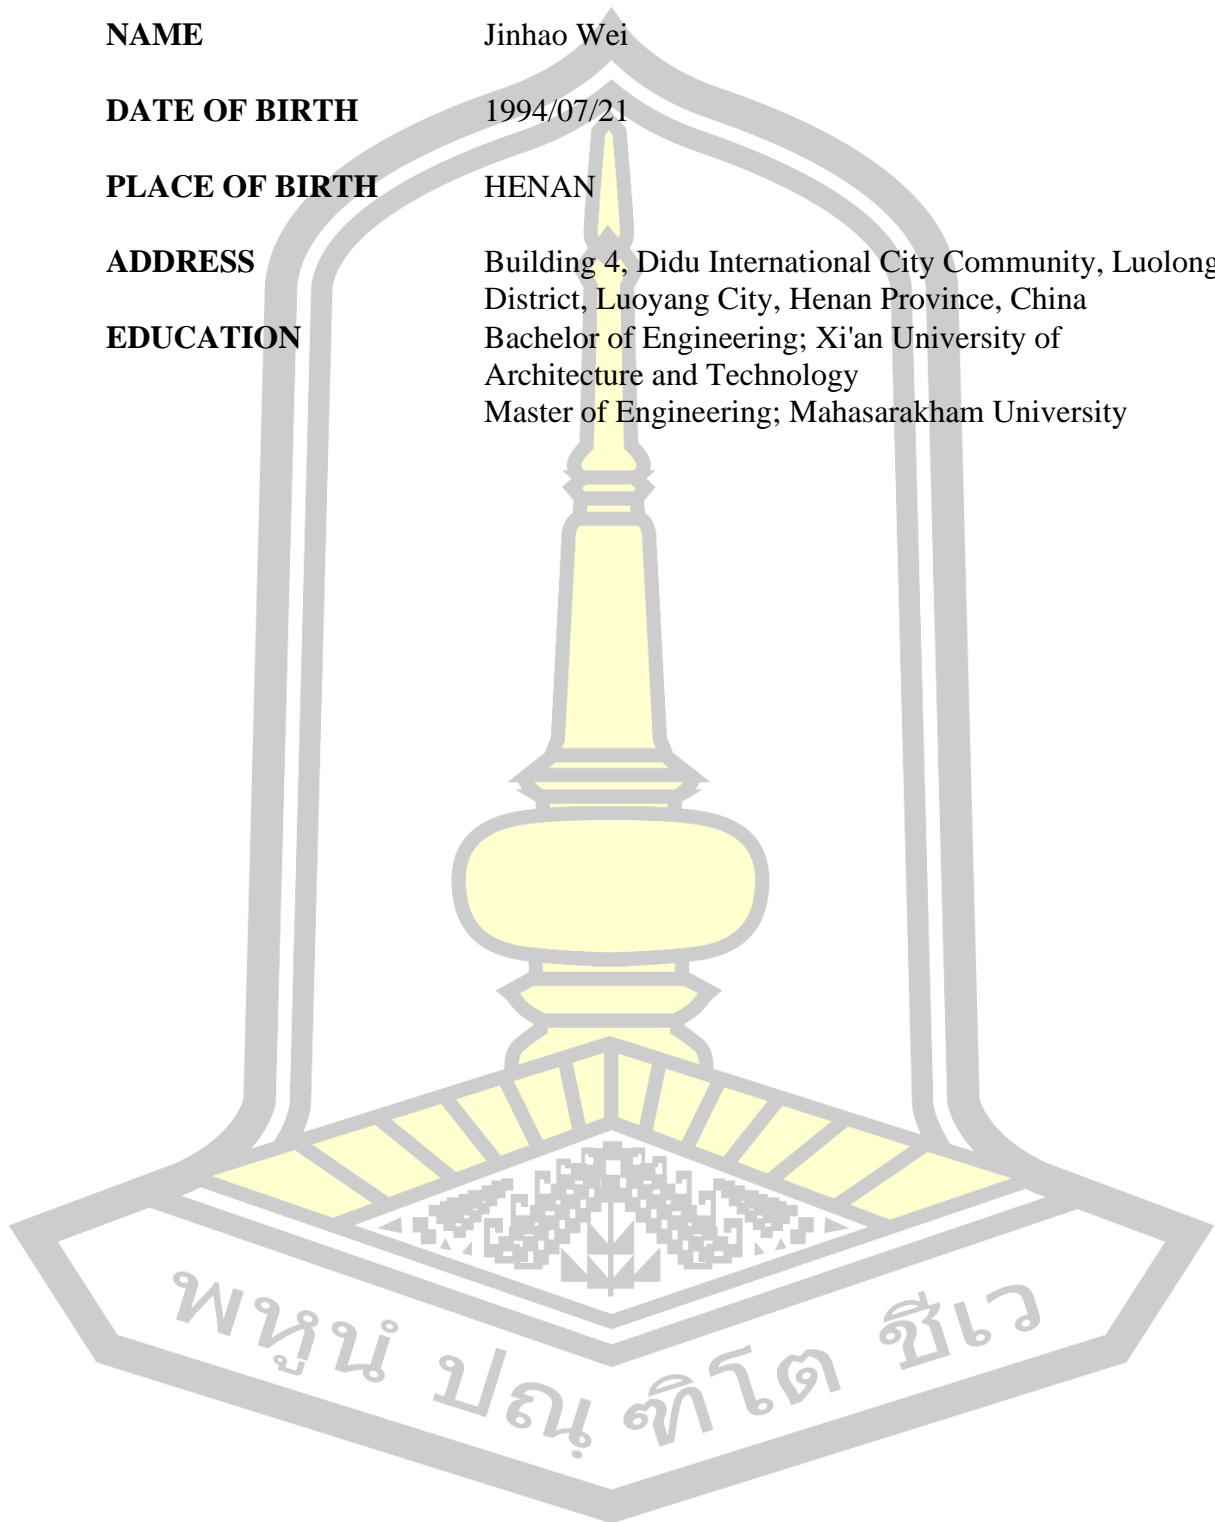 NAME Jinhao Wei
DATE OF BIRTH 1994/07/21
PLACE OF BIRTH HENAN
ADDRESS Building 4, Didu International City Community, Luolong
District, Luoyang City, Henan Province, China
EDUCATION Bachelor of Engineering; Xi'an University of
Architecture and Technology
Master of Engineering; Mahasarakham University
พหูนํ ปณฺ ฑิโต ชีเว